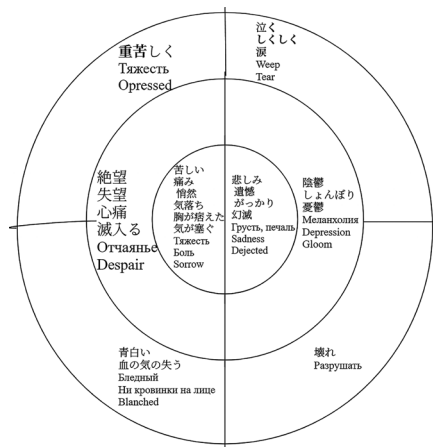 重苦しく
Тяжесть
Opressed
泣く
しくしく
涙
Weep
Tear
絶望
失望
心痛
滅入る
Отчаянье
Despair
苦しい
痛み
悄然
気落ち
胸が痞えた
気が塞ぐ
Тяжесть
Боль
Sorrow
悲しみ
遺憾
がっかり
幻滅
Грусть, печаль
Sadness
Dejected
陰鬱
しょんぼり
憂鬱
Меланхолия
Depression
Gloom
青白い
血の気の失う
Бледный
Ни кровинки на лице
Blanched
壊れ
Разрушать